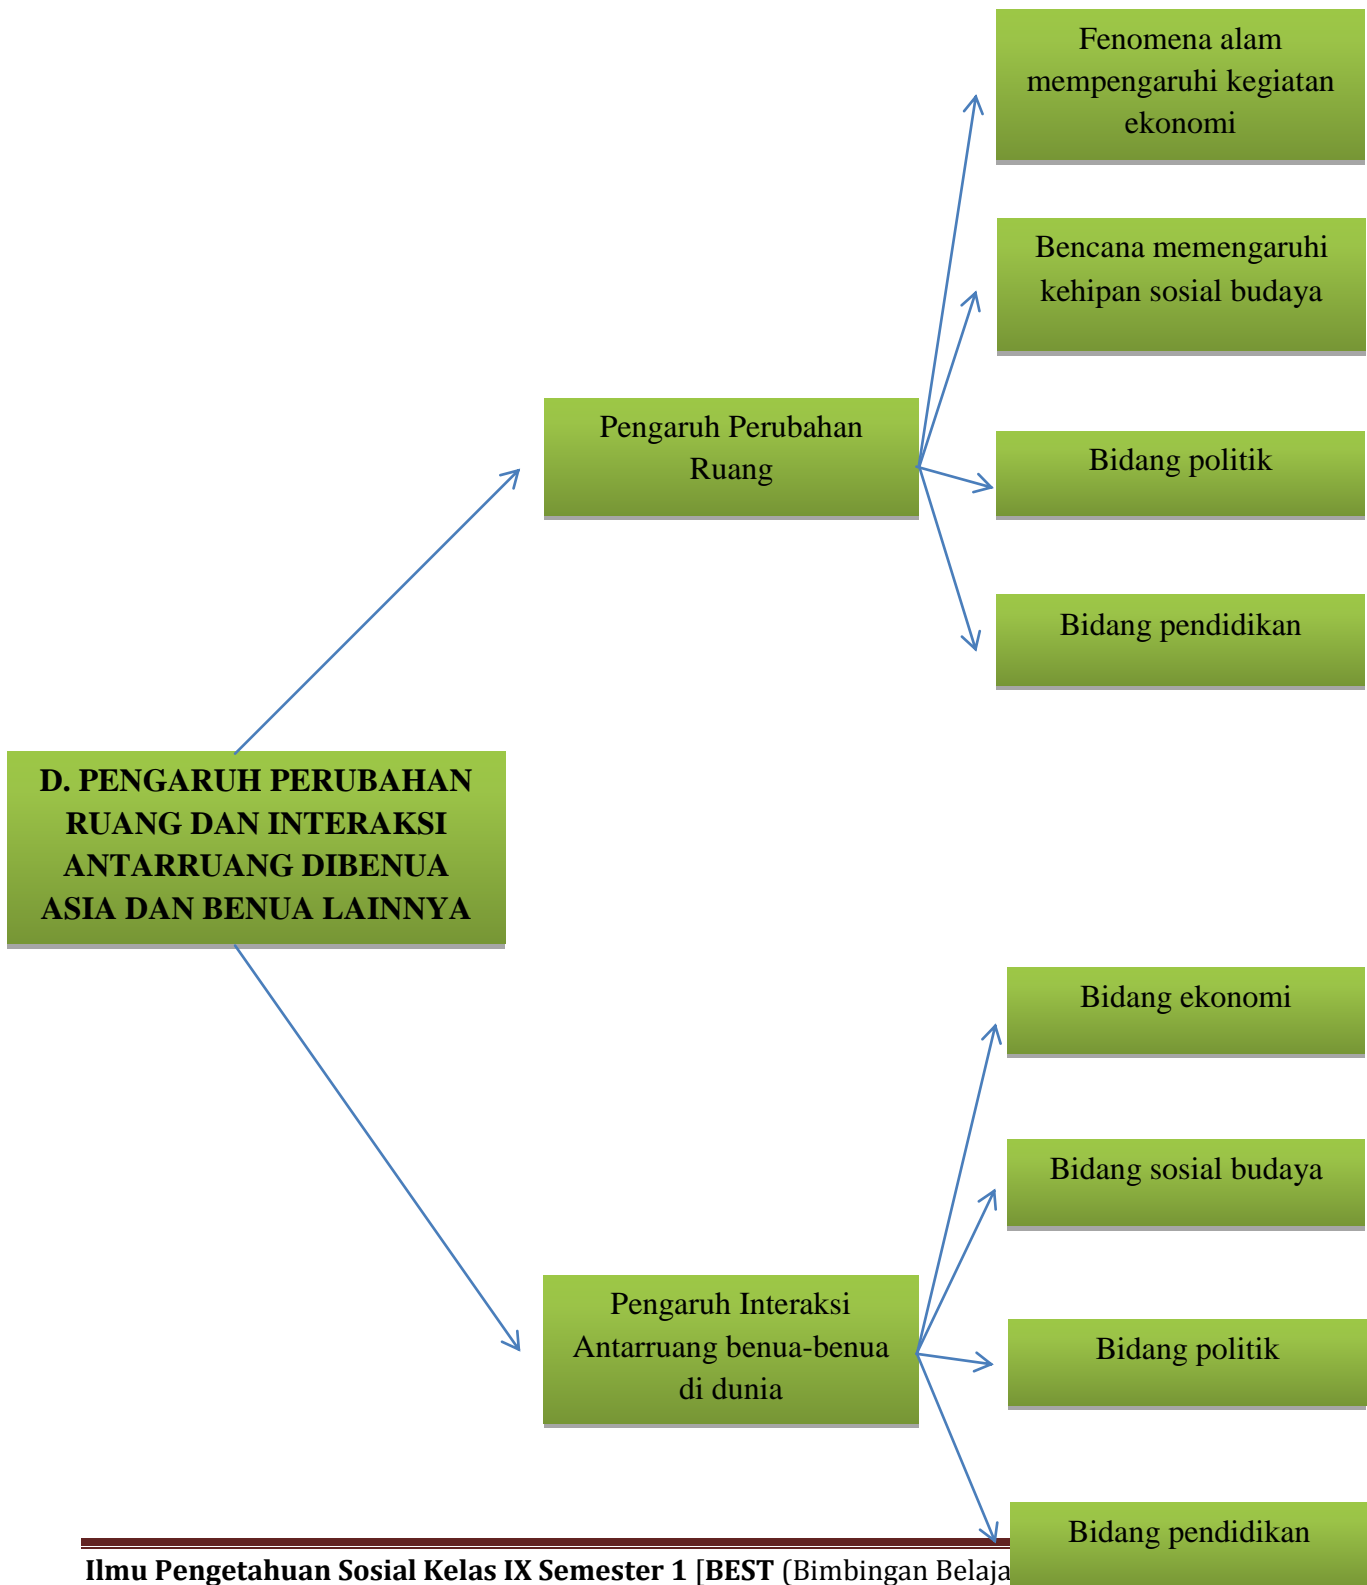 Fenomena alam
mempengaruhi kegiatan
ekonomi
Bencana memengaruhi
kehipan sosial budaya
Pengaruh Perubahan
Ruang
Bidang politik
Bidang pendidikan
D. PENGARUH PERUBAHAN
RUANG DAN INTERAKSI
ANTARRUANG DIBENUA
ASIA DAN BENUA LAINNYA
Bidang ekonomi
Bidang sosial budaya
Pengaruh Interaksi
Antarruang benua-benua
di dunia
Bidang politik
Bidang pendidikan
Ilmu Pengetahuan Sosial Kelas IX Semester 1 [BEST (Bimbingan Belaja